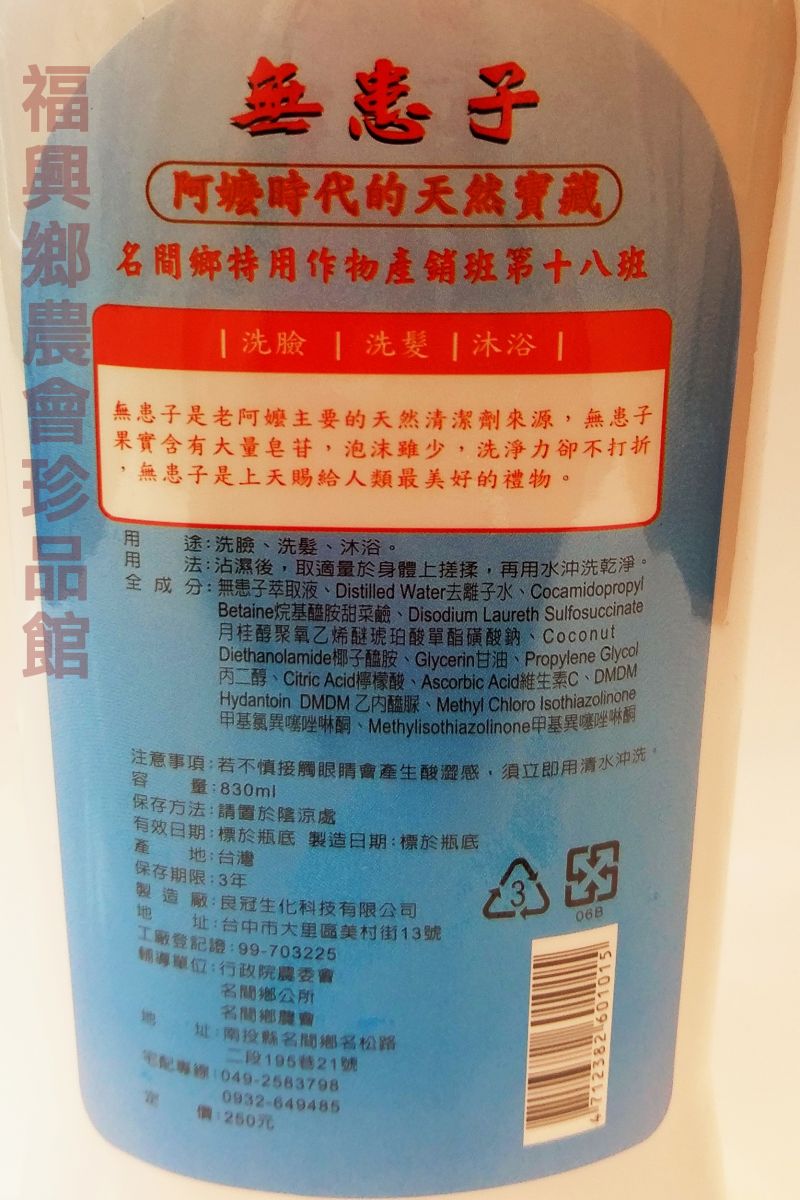 福興鄉農會珍品館
無患子
阿嬤時代的天然寶藏
名間鄉特用作物產銷班第十八班
|洗臉|洗髮|沐浴|
無患子是老阿嬤主要的天然清潔劑來源，無患子
果實含有大量皂苷，泡沫雖少，洗淨力卻不打折
，無患子是上天賜給人類最美好的禮物。
用途：洗臉、洗髮、沐浴。
用法：沾濕後，取適量於身體上搓揉，再用水沖洗乾淨。
全成分：無患子萃取液、Distilled Water去離子水、Cocamidopropyl
Betaine烷基醯胺甜菜鹼、Disodium Laureth Sulfosuccinate
月桂醇聚氧乙烯醚琥珀酸單酯磺酸鈉、Coconut
Diethanolamide椰子醯胺、Glycerin甘油、Propylene Glycol
丙二醇、Citric Acid檸檬酸、Ascorbic Acid維生素C、DMDM
Hydantoin DMDM 乙內醯脲、Methyl Chloro Isothiazolinone
甲基氯異噻唑啉酮、Methylisothiazolinone甲基異噻唑啉酮
注意事項：若不慎接觸眼睛會產生酸澀感，須立即用清水沖洗。
容量：830ml
保存方法：請置於陰涼處
有效日期：標於瓶底 製造日期：標於瓶底
產地：台灣
保存期限：3年
製造廠：良冠生化科技有限公司
地址：台中市大里區美村街13號
工廠登記證：99-703225
輔導單位：行政院農委會
名間鄉公所
名間鄉農會
地址：南投縣名間鄉名松路
二段195巷21號
宅配專線：049-2583798
0932-649485
定價：250元
3
06B
4712382601015